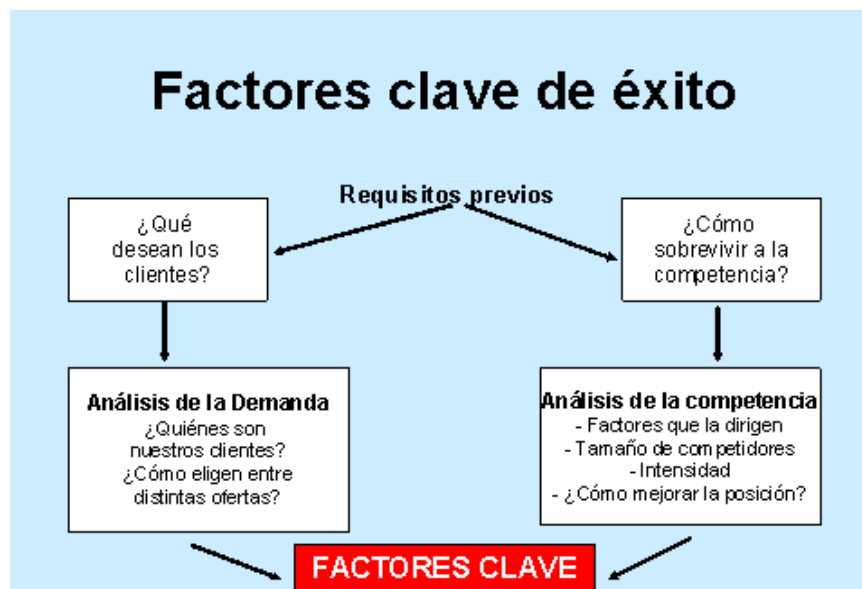 Factores clave de éxito
Requisitos previos
¿Qué
desean los
clientes?
¿Cómo
sobrevivir a la
competencia?
Análisis de la Demanda
¿Quiénes son
nuestros clientes?
¿Cómo eligen entre
distintas ofertas?
Análisis de la competencia
- Factores que la dirigen
- Tamaño de competidores
- Intensidad
- ¿Cómo mejorar la posición?
FACTORES CLAVE